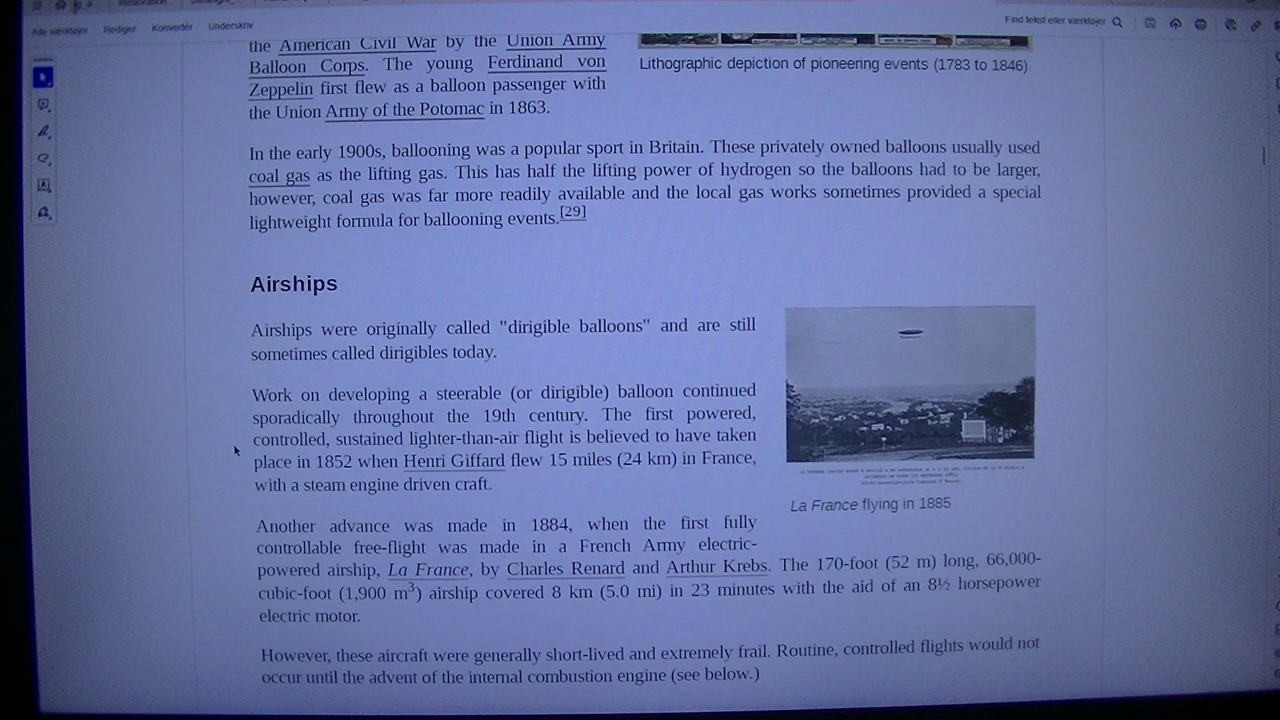 Alle værktøjer Rediger Konvertér Underskriv
Find tekst eller værktøjer
the American Civil War by the Union Army
Balloon Corps. The young Ferdinand von
Zeppelin first flew as a balloon passenger with
the Union Army of the Potomac in 1863.
Lithographic depiction of pioneering events (1783 to 1846).
In the early 1900s, ballooning was a popular sport in Britain. These privately owned balloons usually used
coal gas as the lifting gas. This has half the lifting power of hydrogen so the balloons had to be larger,
however, coal gas was far more readily available and the local gas works sometimes provided a special
lightweight formula for ballooning events.[29]
Airships
Airships were originally called "dirigible balloons" and are still
sometimes called dirigibles today.
Work on developing a steerable (or dirigible) balloon continued
sporadically throughout the 19th century. The first powered,
controlled, sustained lighter-than-air flight is believed to have taken
place in 1852 when Henri Giffard flew 15 miles (24 km) in France,
with a steam engine driven craft.
La France flying in 1885
Another advance was made in 1884, when the first fully
controllable free-flight was made in a French Army electric-
powered airship, La France, by Charles Renard and Arthur Krebs. The 170-foot (52 m) long, 66,000-
cubic-foot (1,900 m³) airship covered 8 km (5.0 mi) in 23 minutes with the aid of an 8½ horsepower
electric motor.
However, these aircraft were generally short-lived and extremely frail. Routine, controlled flights would not
occur until the advent of the internal combustion engine (see below.)